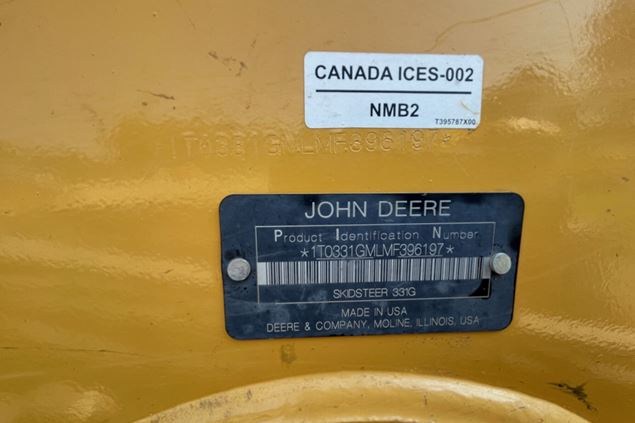 CANADA ICES-002
NMB2
T395787X00
*1T0331GMLMF396197*
JOHN DEERE
Product Identification Number
*1T0331GMLMF396197*
SKIDSTEER 331G
MADE IN USA
DEERE & COMPANY, MOLINE, ILLINOIS, USA